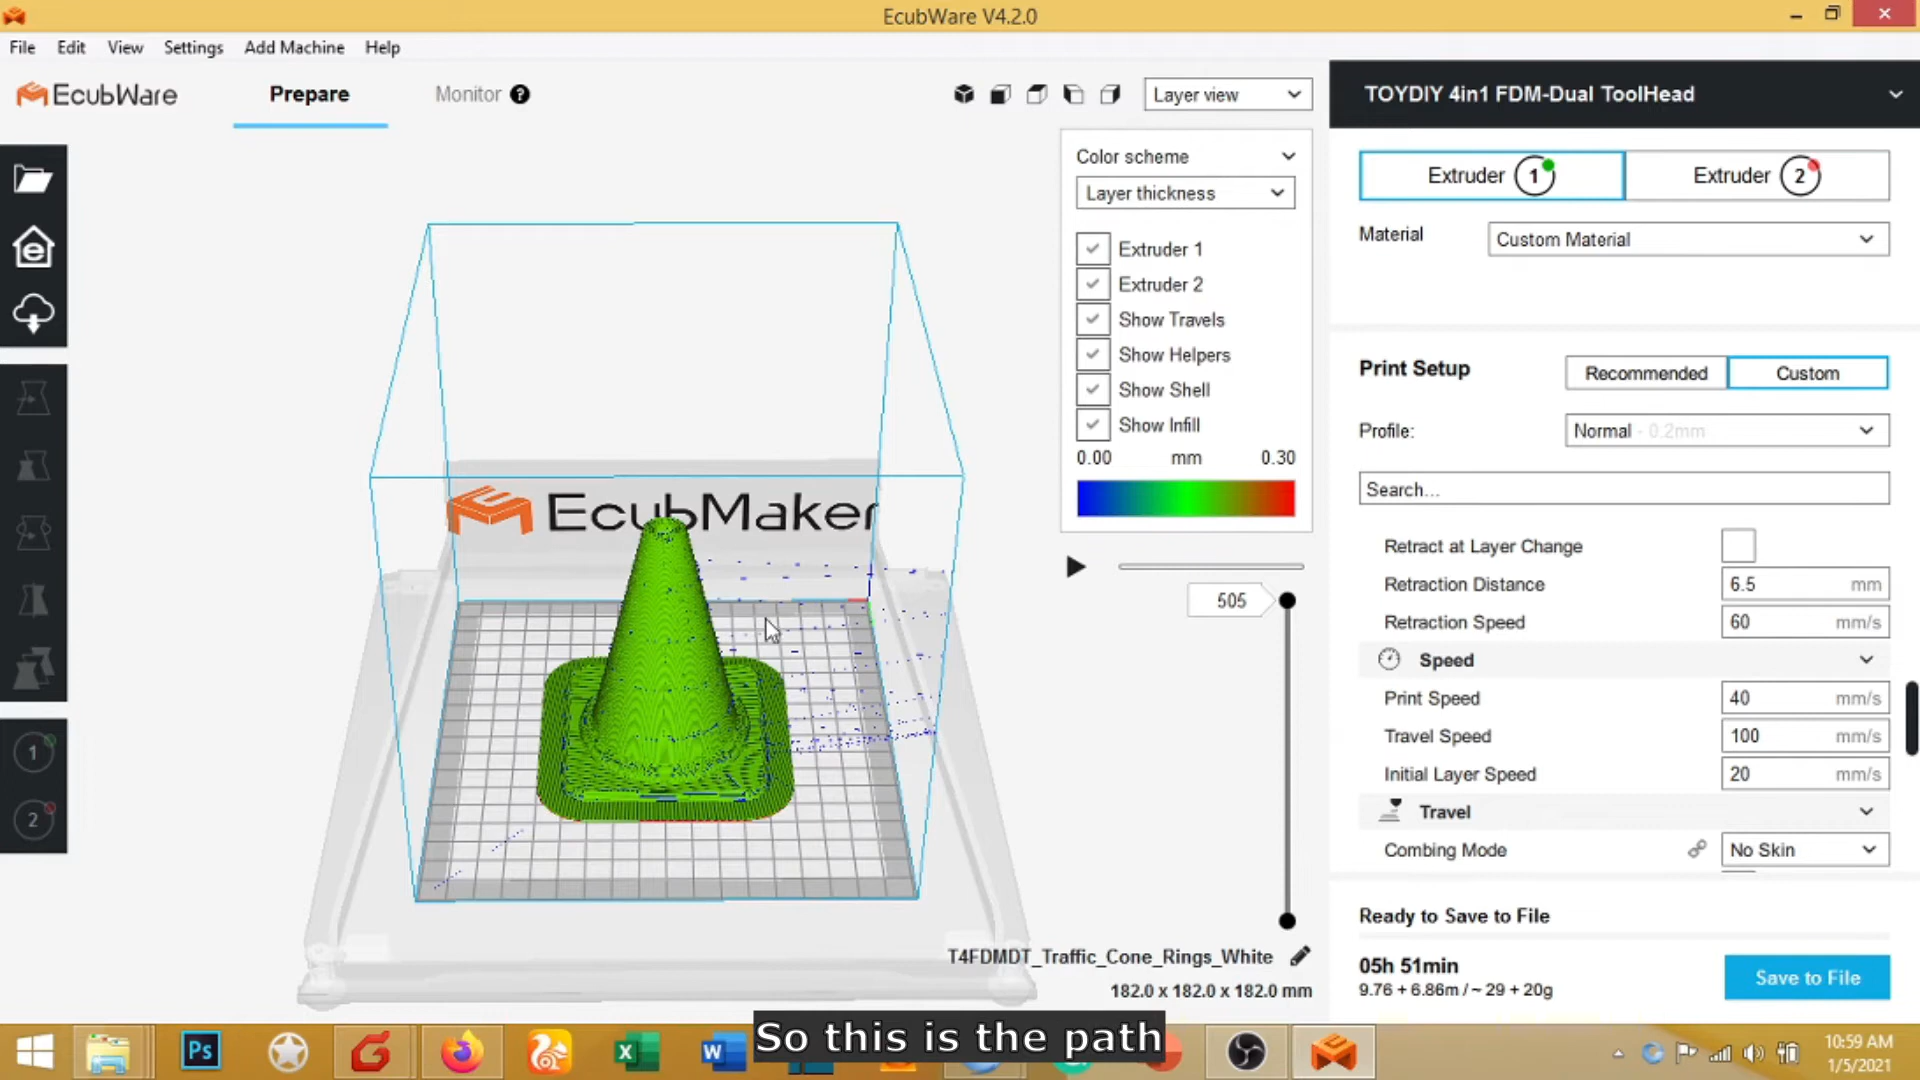 EcubWare V4.2.0
File Edit View Settings Add Machine Help
EcubWare
Prepare
Monitor ?
Layer view
TOYDIY 4in1 FDM-Dual ToolHead
Color scheme
Layer thickness
Extruder 1
Extruder 2
Show Travels
Show Helpers
Show Shell
Show Infill
0.00 mm 0.30
505
Extruder 1
Extruder 2
Material Custom Material
Print Setup Recommended Custom
Profile: Normal - 0.2mm
Search...
Retract at Layer Change
Retraction Distance 6.5 mm
Retraction Speed 60 mm/s
Speed
Print Speed 40 mm/s
Travel Speed 100 mm/s
Initial Layer Speed 20 mm/s
Travel
Combing Mode No Skin
Ready to Save to File
05h 51min
9.76 + 6.86m / ~ 29 + 20g
Save to File
EcubMaker
1
2
T4FDMDT_Traffic_Cone_Rings_White
182.0 x 182.0 x 182.0 mm
So this is the path
Ps
10:59 AM
1/5/2021